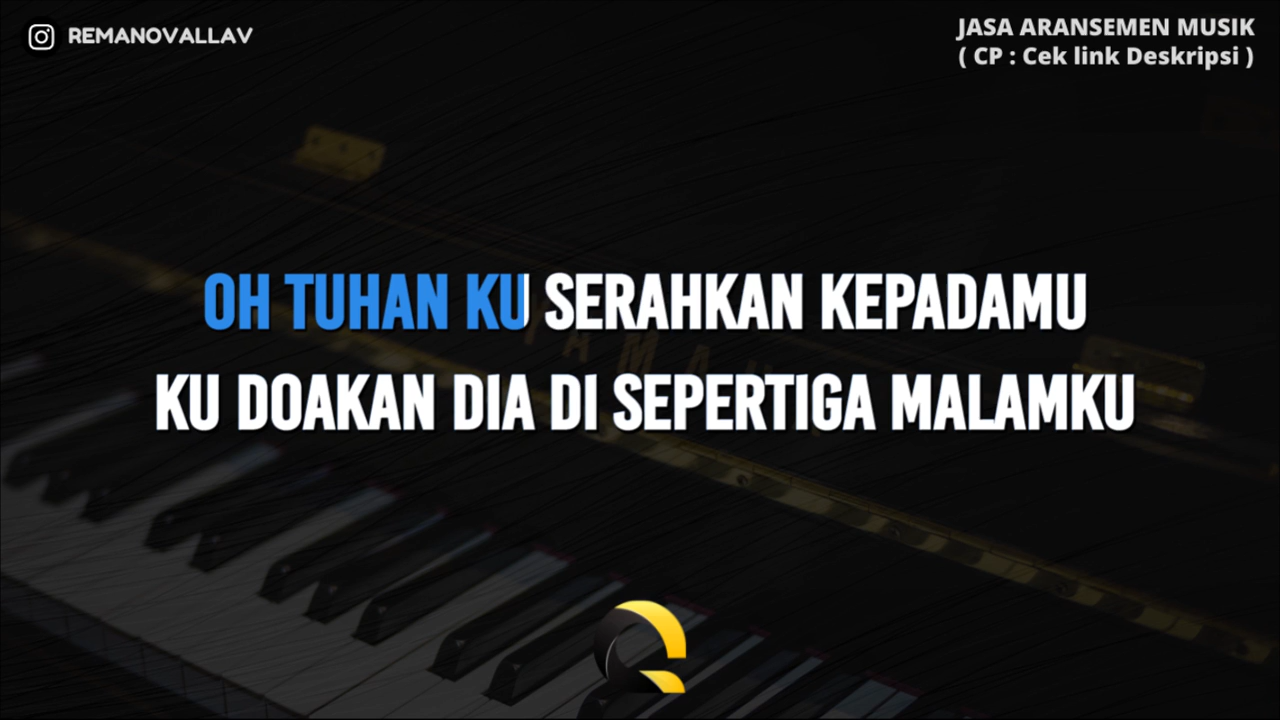 REMANOVALLAV
JASA ARANSEMEN MUSIK
( CP : Cek link Deskripsi )
OH TUHAN KU SERAHKAN KEPADAMU
KU DOAKAN DIA DI SEPERTIGA MALAMKU